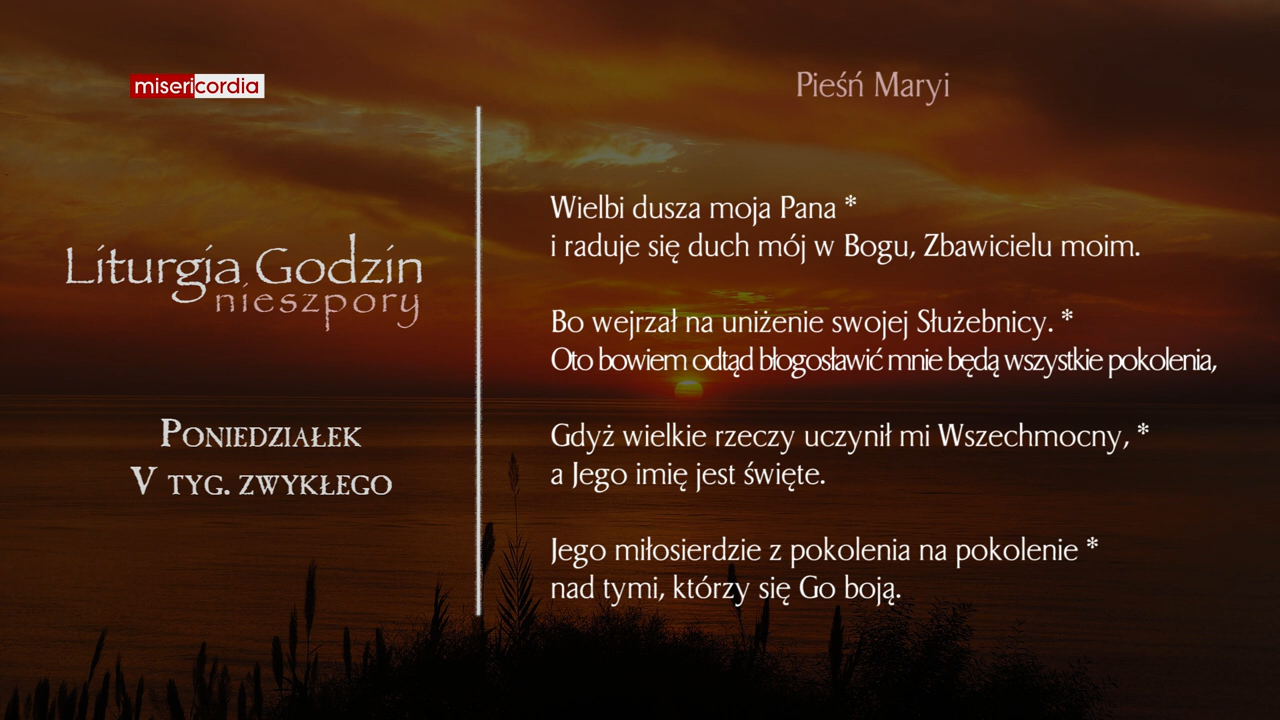 misericordia
Liturgia Godzin
nieszpory
Poniedziałek
V tyg. zwykłego
Pieśń Maryi
Wielbi dusza moja Pana *
i raduje się duch mój w Bogu, Zbawicielu moim.
Bo wejrzał na uniżenie swojej Służebnicy. *
Oto bowiem odtąd błogosławić mnie będą wszystkie pokolenia,
Gdyż wielkie rzeczy uczynił mi Wszechmocny, *
a Jego imię jest święte.
Jego miłosierdzie z pokolenia na pokolenie *
nad tymi, którzy się Go boją.